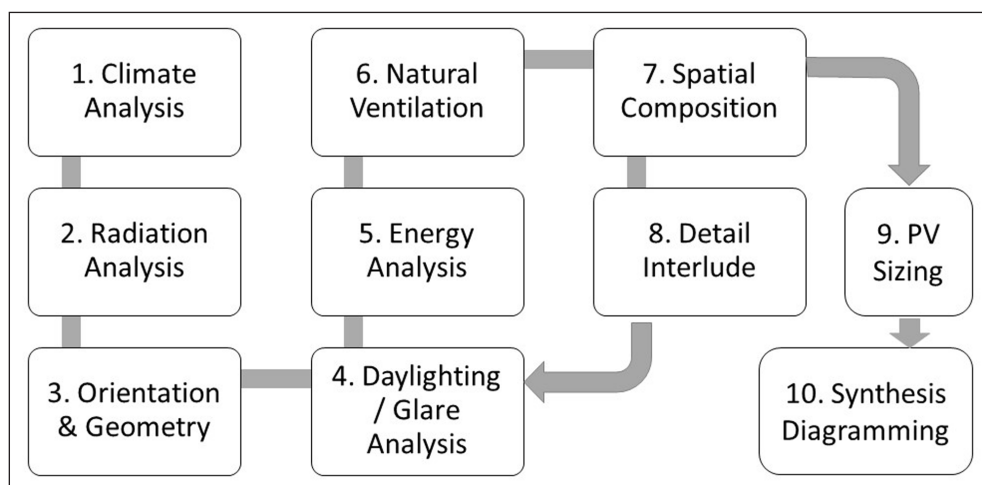 1. Climate
Analysis
2. Radiation
Analysis
3. Orientation
& Geometry
4. Daylighting
/ Glare
Analysis
5. Energy
Analysis
6. Natural
Ventilation
7. Spatial
Composition
8. Detail
Interlude
9. PV
Sizing
10. Synthesis
Diagramming